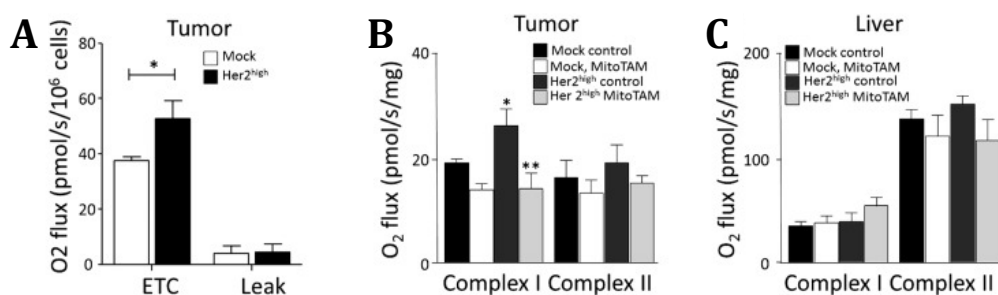 A
Tumor
O2 flux (pmol/s/10⁶ cells)
80
60
40
20
0
*
Mock
Her2ʰⁱᵍʰ
ETC
Leak
B
Tumor
O₂ flux (pmol/s/mg)
40
20
0
Mock control
Mock, MitoTAM
Her2ʰⁱᵍʰ control
Her 2ʰⁱᵍʰ MitoTAM
*
**
Complex I Complex II
C
Liver
O₂ flux (pmol/s/mg)
200
100
0
Mock control
Mock, MitoTAM
Her2ʰⁱᵍʰ control
Her2ʰⁱᵍʰ MitoTAM
Complex I Complex II